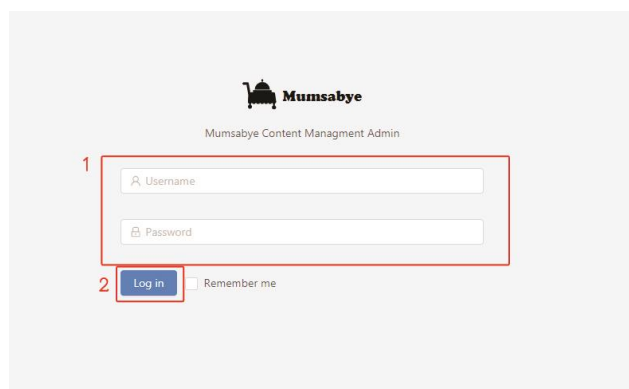 Mumsabye
Mumsabye Content Managment Admin
1
Username
Password
2
Log in
Remember me